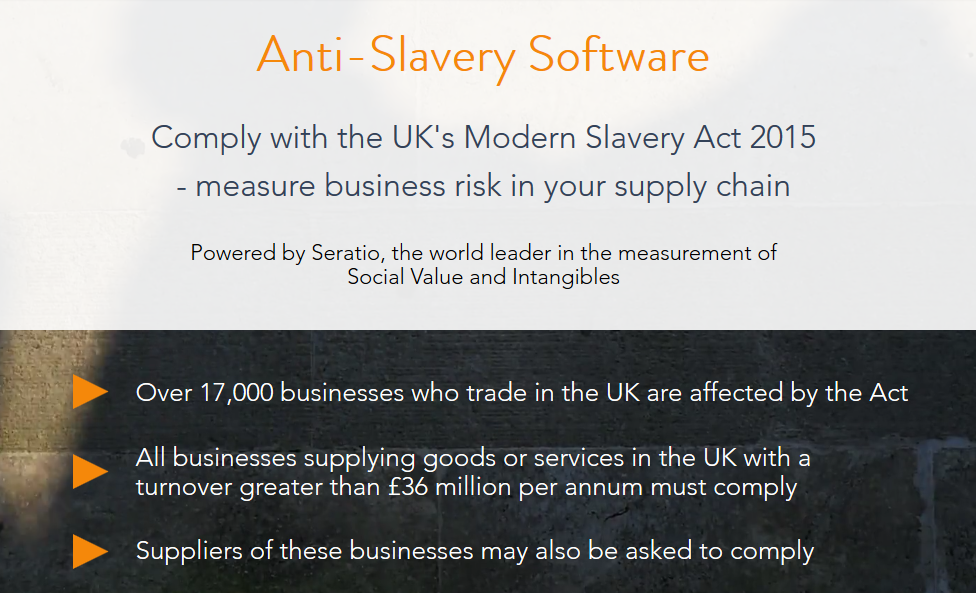 Anti-Slavery Software
Comply with the UK's Modern Slavery Act 2015
- measure business risk in your supply chain
Powered by Seratio, the world leader in the measurement of
Social Value and Intangibles
Over 17,000 businesses who trade in the UK are affected by the Act
All businesses supplying goods or services in the UK with a
turnover greater than £36 million per annum must comply
Suppliers of these businesses may also be asked to comply